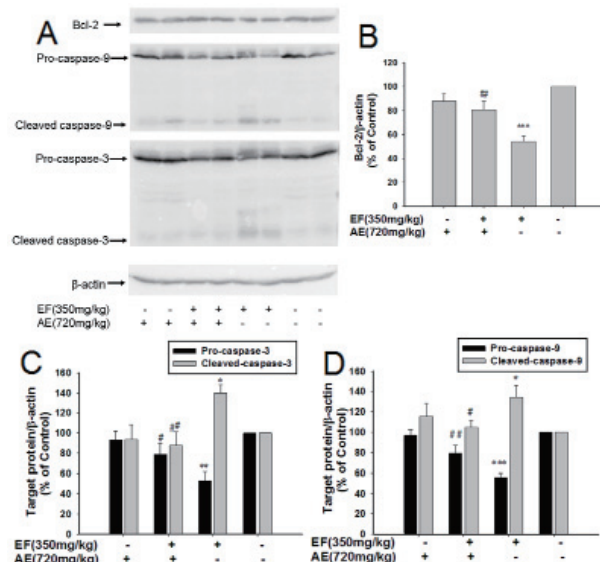 A
Bcl-2
Pro-caspase-9
Cleaved caspase-9
Pro-caspase-3
Cleaved caspase-3
β-actin
EF(350mg/kg) - - + + + + - -
AE(720mg/kg) + + + + - - - -
B
Bcl-2/β-actin
(% of Control)
120
100
80
60
40
20
0
##
***
EF(350mg/kg) - + + -
AE(720mg/kg) + + - -
C
Pro-caspase-3
Cleaved-caspase-3
Target protein/β-actin
(% of Control)
160
140
120
100
80
60
40
20
0
# ## ** *
EF(350mg/kg) - + + -
AE(720mg/kg) + + - -
D
Pro-caspase-9
Cleaved-caspase-9
Target protein/β-actin
(% of Control)
160
140
120
100
80
60
40
20
0
## # *** *
EF(350mg/kg) - + + -
AE(720mg/kg) + + - -